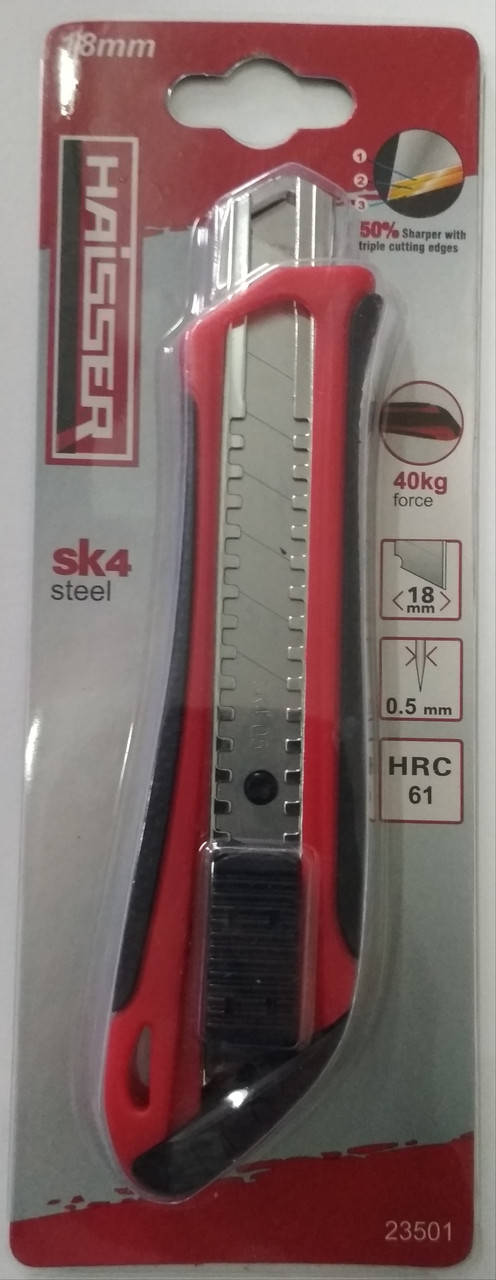 18mm
HAISSER
1
2
3
50% Sharper with
triple cutting edges
40kg
force
sk4
steel
18
mm
0.5 mm
HRC
61
23501